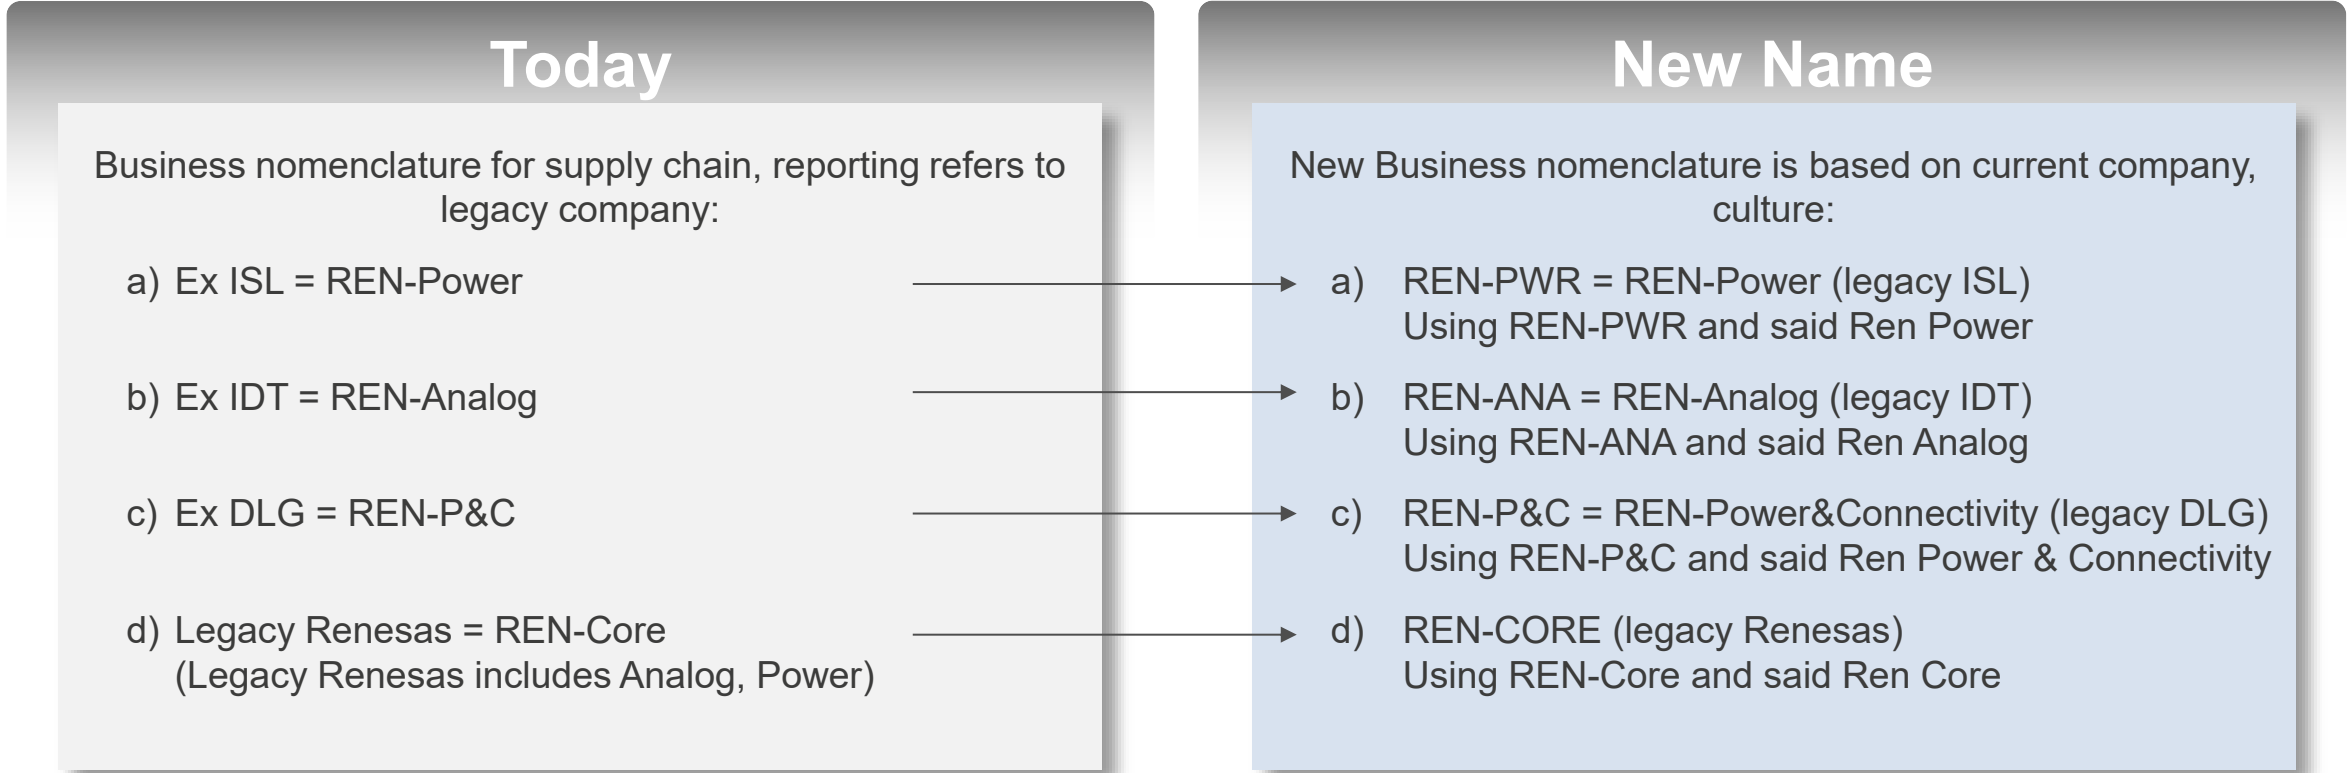 Today
Business nomenclature for supply chain, reporting refers to
legacy company:
a) Ex ISL = REN-Power
b) Ex IDT = REN-Analog
c) Ex DLG = REN-P&C
d) Legacy Renesas = REN-Core
(Legacy Renesas includes Analog, Power)
New Name
New Business nomenclature is based on current company,
culture:
a) REN-PWR = REN-Power (legacy ISL)
Using REN-PWR and said Ren Power
b) REN-ANA = REN-Analog (legacy IDT)
Using REN-ANA and said Ren Analog
c) REN-P&C = REN-Power&Connectivity (legacy DLG)
Using REN-P&C and said Ren Power & Connectivity
d) REN-CORE (legacy Renesas)
Using REN-Core and said Ren Core